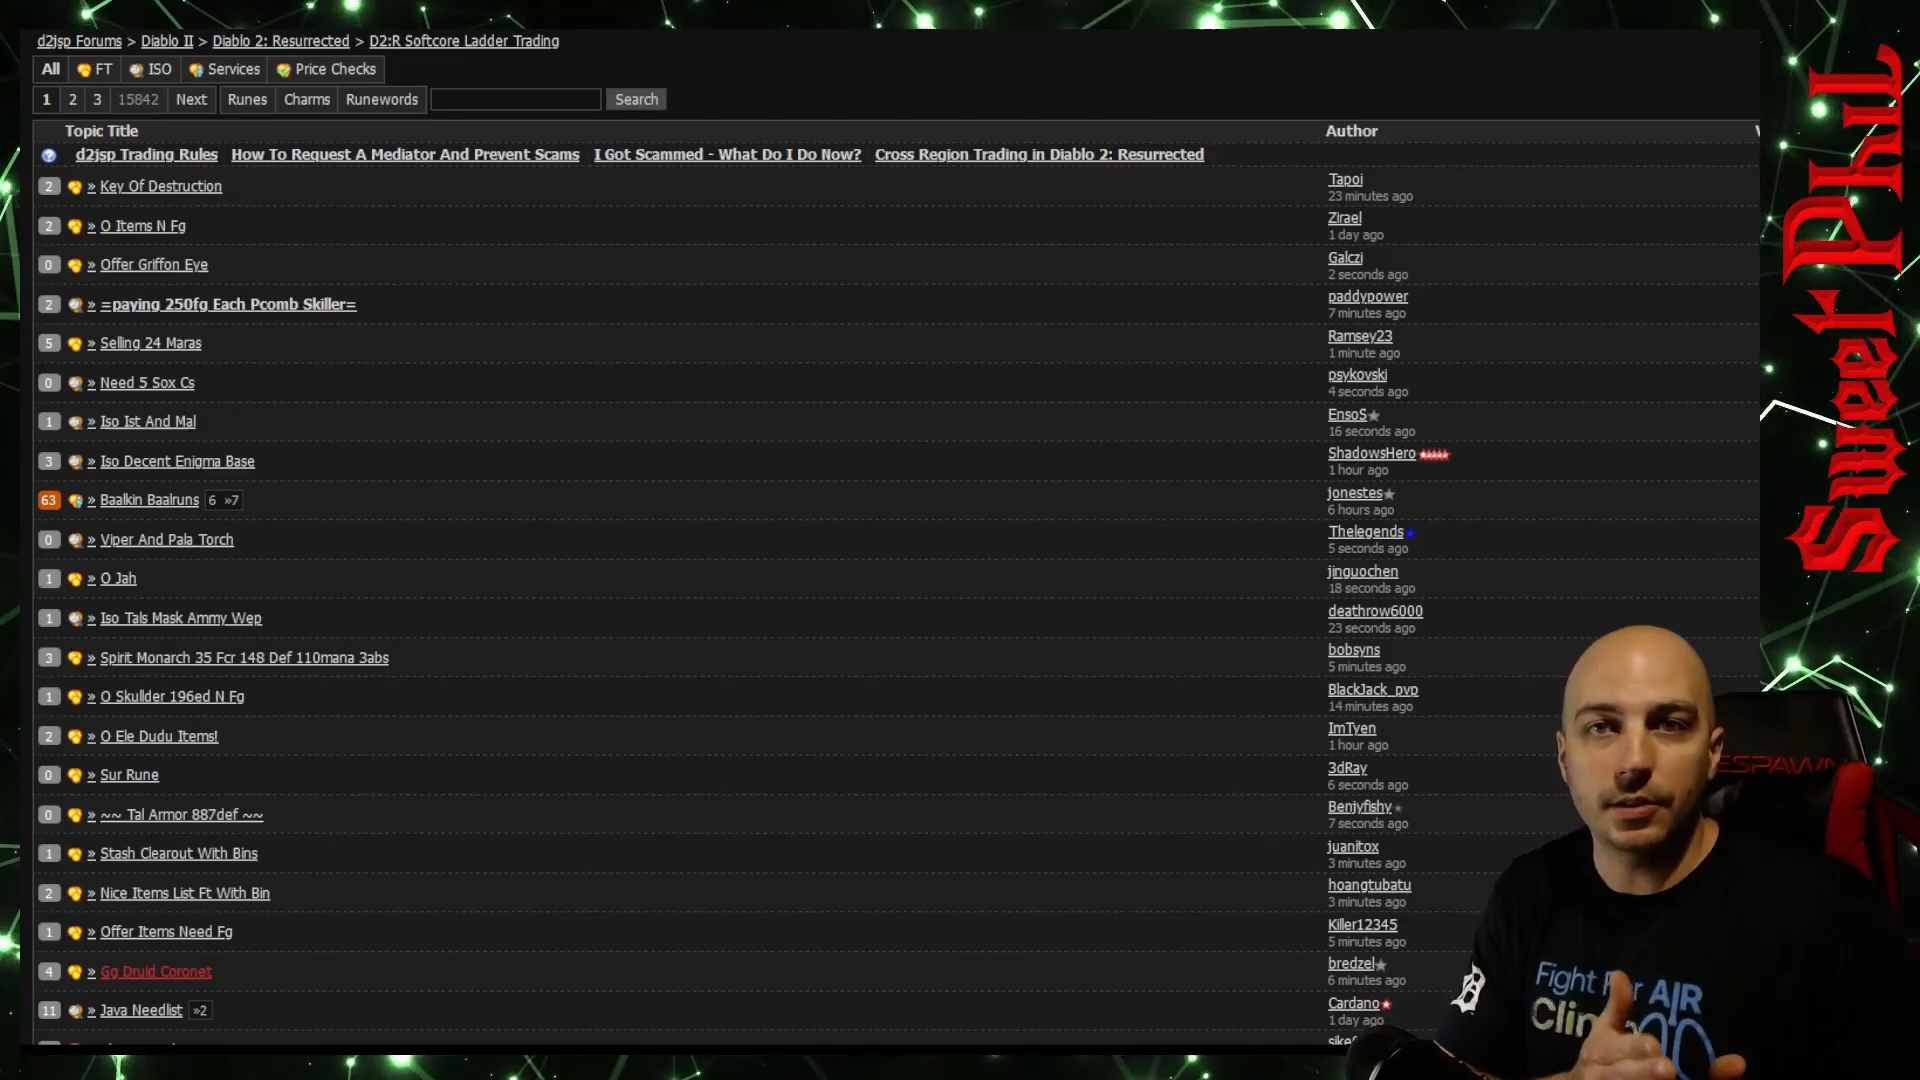 d2jsp Forums > Diablo II > Diablo 2: Resurrected > D2:R Softcore Ladder Trading
All FT ISO Services Price Checks
1 2 3 15842 Next Runes Charms Runewords Search
Topic Title Author
d2jsp Trading Rules How To Request A Mediator And Prevent Scams I Got Scammed - What Do I Do Now? Cross Region Trading in Diablo 2: Resurrected
2 » Key Of Destruction Tapoi
23 minutes ago
2 » O Items N Fg Zirael
1 day ago
0 » Offer Griffon Eye Galczi
2 seconds ago
2 » =paying 250fg Each Pcomb Skiller= paddypower
7 minutes ago
5 » Selling 24 Maras Ramsey23
1 minute ago
0 » Need 5 Sox Cs psykovski
4 seconds ago
1 » Iso Ist And Mal EnsoS
16 seconds ago
3 » Iso Decent Enigma Base ShadowsHero
1 hour ago
63 » Baalkin Baalruns 6 »7 jonestes
6 hours ago
0 » Viper And Pala Torch Thelegends
5 seconds ago
1 » O Jah jinguochen
18 seconds ago
1 » Iso Tals Mask Ammy Wep deathrow6000
23 seconds ago
3 » Spirit Monarch 35 Fcr 148 Def 110mana 3abs bobsyns
5 minutes ago
1 » O Skullder 196ed N Fg BlackJack_pvp
14 minutes ago
2 » O Ele Dudu Items! ImTyen
1 hour ago
0 » Sur Rune 3dRay
6 seconds ago
0 » ~~ Tal Armor 887def ~~ Benjyfishy
7 seconds ago
1 » Stash Clearout With Bins juanitox
3 minutes ago
2 » Nice Items List Ft With Bin hoangtubatu
3 minutes ago
1 » Offer Items Need Fg Killer12345
5 minutes ago
4 » Gg Druid Coronet bredzel
6 minutes ago
11 » Java Needlist »2 Cardano
1 day ago
ESPAWN
Fight For AIR